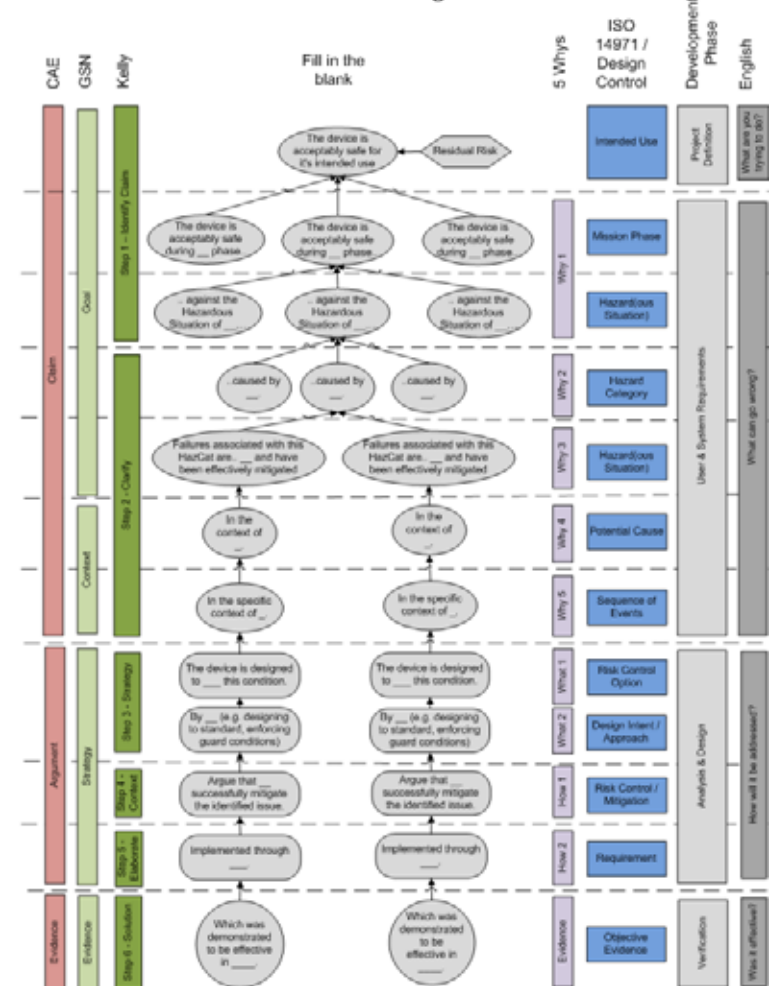 CAE
GSN
Kelly
Fill in the
blank
5 Whys
ISO
14971 /
Design
Control
Development
Phase
English
Claim
Argument
Evidence
Goal
Context
Strategy
Evidence
Step 1 – Identify Claim
Step 2 - Clarify
Step 3 - Strategy
Step 4 -
Context
Step 5 -
Elaborate
Step 6 - Solution
The device is
acceptably safe for
it's intended use
Residual Risk
The device is
acceptably safe
during __ phase
The device is
acceptably safe
during __ phase
The device is
acceptably safe
during __ phase
.. against the
Hazardous
Situation of ____
.. against the
Hazardous
Situation of ____
.. against the
Hazardous
Situation of ____
..caused by
__.
..caused by
__.
..caused by
__.
Failures associated with this
HazCat are.. __ and have
been effectively mitigated
Failures associated with this
HazCat are.. __ and have
been effectively mitigated
In the
context of
_.
In the
context of
_.
In the specific
context of _.
In the specific
context of _.
The device is designed
to ___ this condition.
The device is designed
to ___ this condition.
By __ (e.g. designing
to standard, enforcing
guard conditions)
By __ (e.g. designing
to standard, enforcing
guard conditions)
Argue that __
successfully mitigate
the identified issue.
Argue that __
successfully mitigate
the identified issue.
Implemented through
___.
Implemented through
___.
Which was
demonstrated
to be effective
in ____.
Which was
demonstrated
to be
effective in
____.
Why 1
Why 2
Why 3
Why 4
Why 5
What 1
What 2
How 1
How 2
Evidence
Intended Use
Mission Phase
Hazard(ous
Situation)
Hazard
Category
Hazard(ous
Situation)
Potential Cause
Sequence of
Events
Risk Control
Option
Design Intent /
Approach
Risk Control /
Mitigation
Requirement
Objective
Evidence
Project
Definition
User & System Requirements
Analysis & Design
Verification
What are you
trying to do?
What can go wrong?
How will it be addressed?
Was it effective?